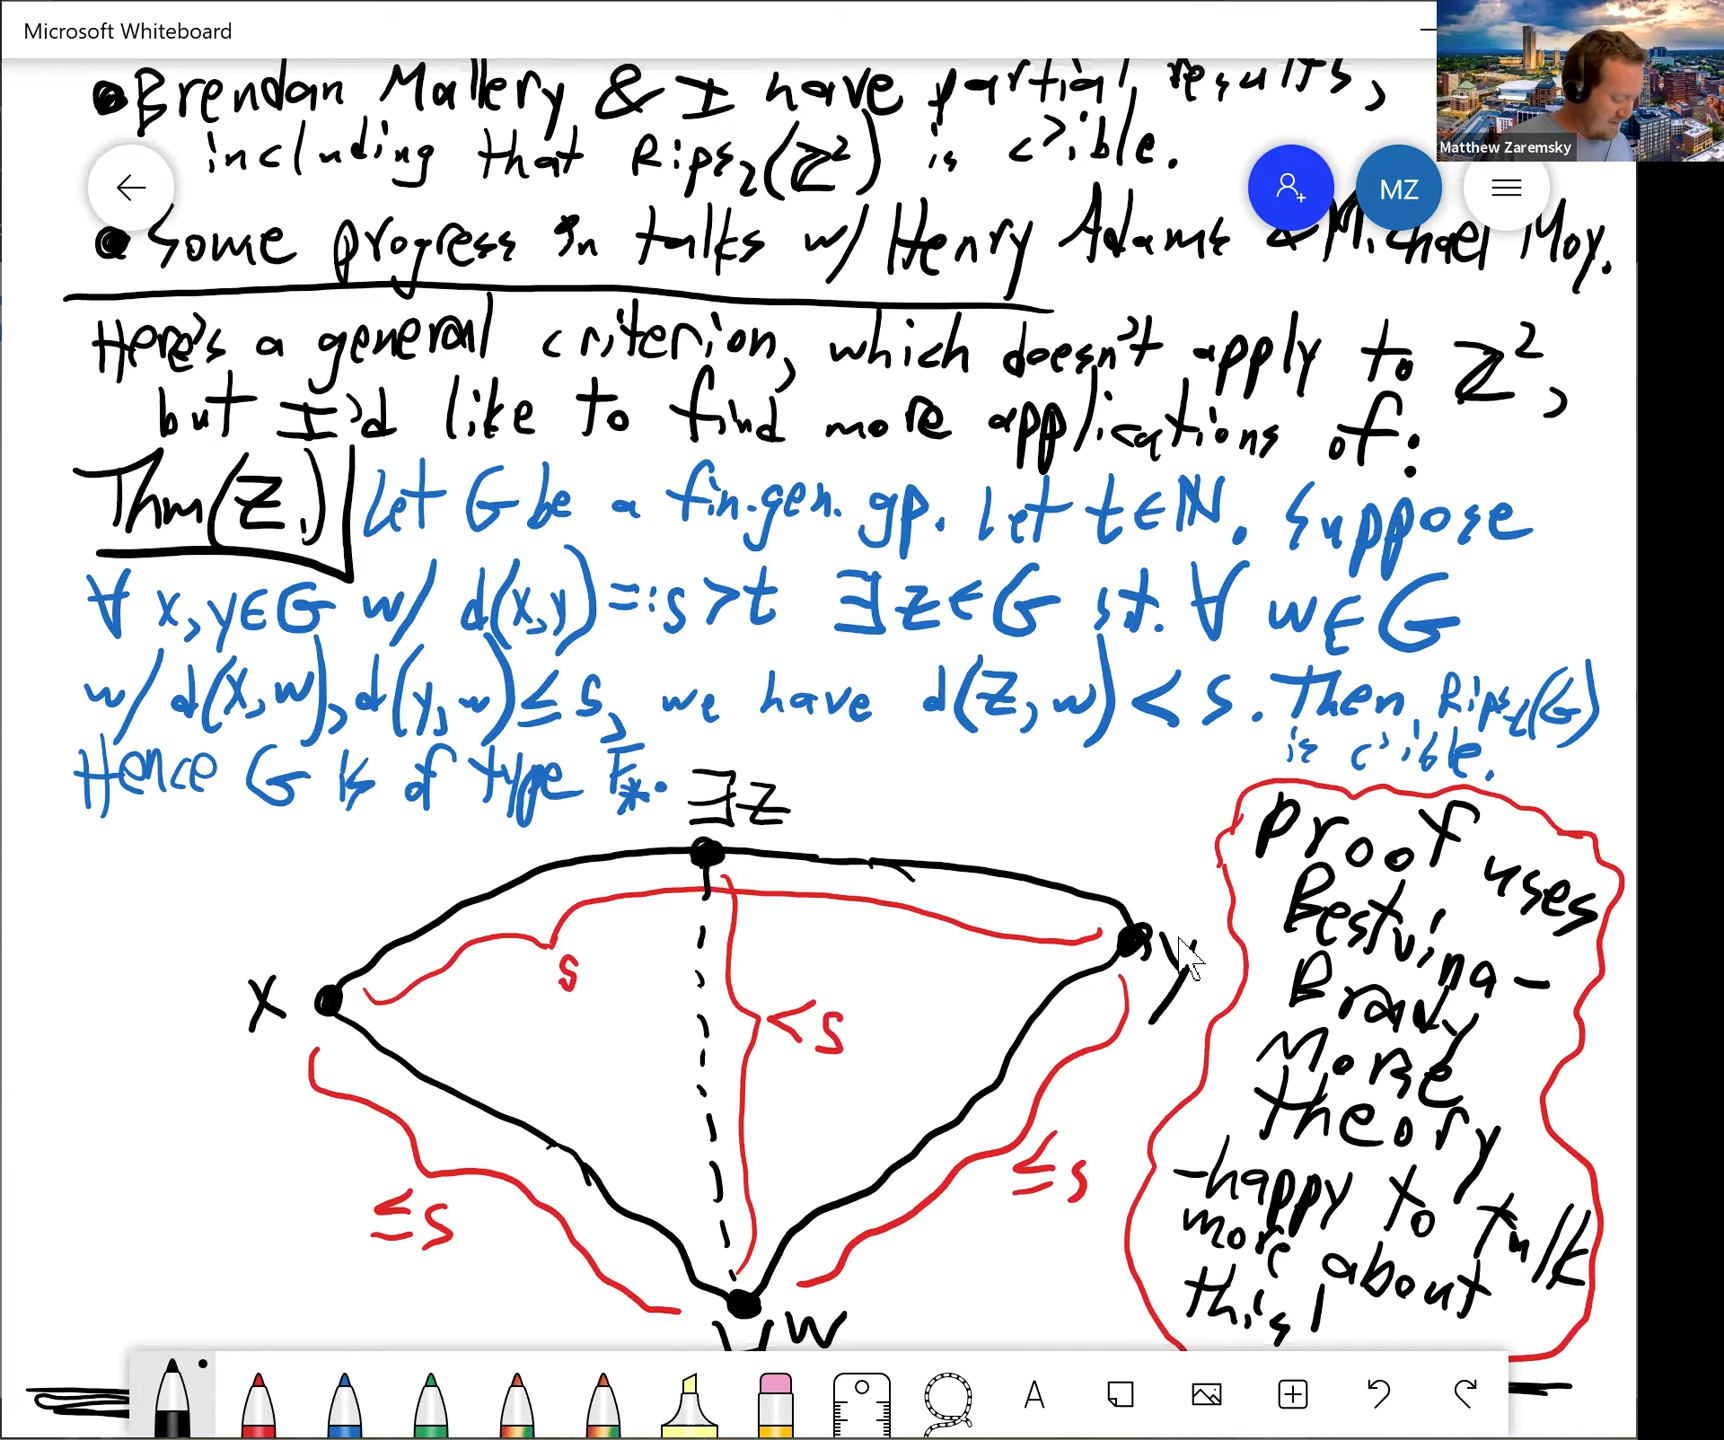 Microsoft Whiteboard
Matthew Zaremsky
MZ
• Brendan Mallery & I have partial results,
including that Rips₂(ℤ²) is c'ible.
• Some progress in talks w/ Henry Adams & Michael Moy.
Here's a general criterion, which doesn't apply to ℤ²,
but I'd like to find more applications of:
Thm(Z.) Let G be a fin.gen. gp. Let t∈ℕ. Suppose
∀ x,y∈G w/ d(x,y)=:s>t ∃z∈G s.t. ∀ w∈G
w/ d(x,w),d(y,w)≤s, we have d(z,w)<s. Then Ripsₜ(G)
is c'ible.
Hence G is of type F_*.
∃z
x
y
s
<s
≤s
≤s
∀w
Proof uses
Bestvina-
Brady
Morse
theory
-happy to talk
more about
this!
A